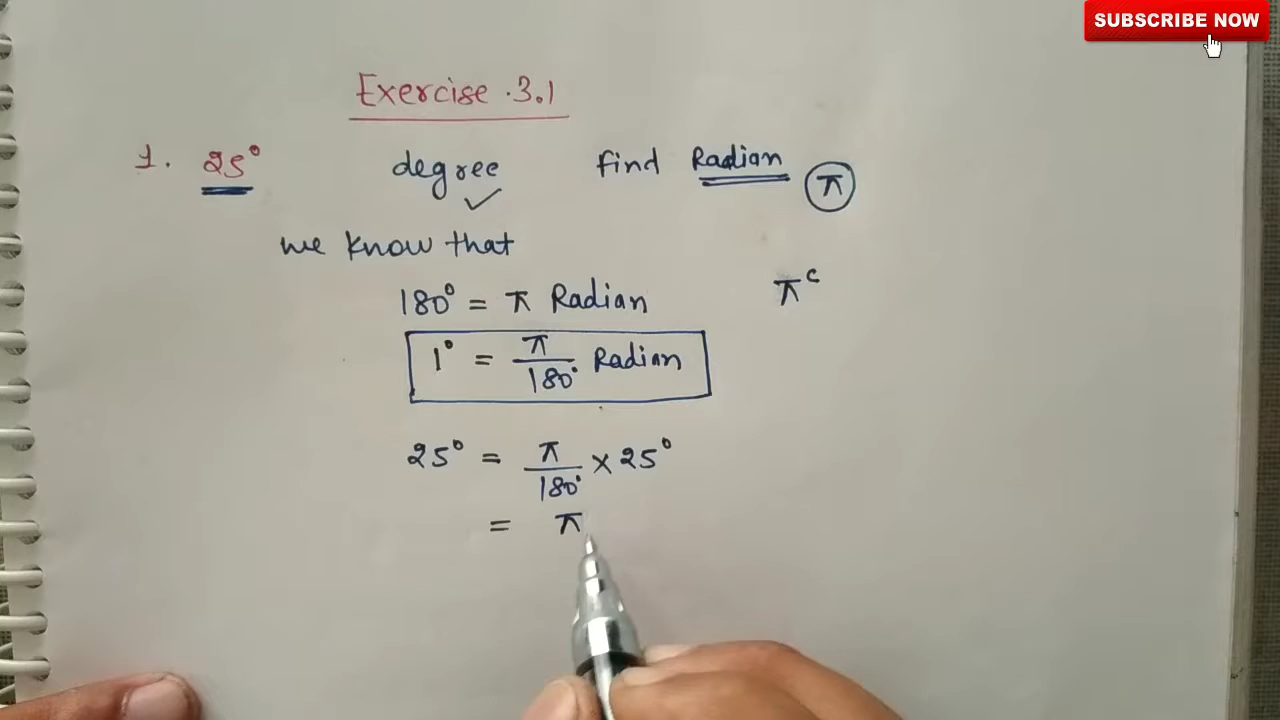 SUBSCRIBE NOW
Exercise .3.1
1. 25° degree find Radian π
we know that
180° = π Radian πᶜ
1° = π/180° Radian
25° = π/180° × 25°
= π